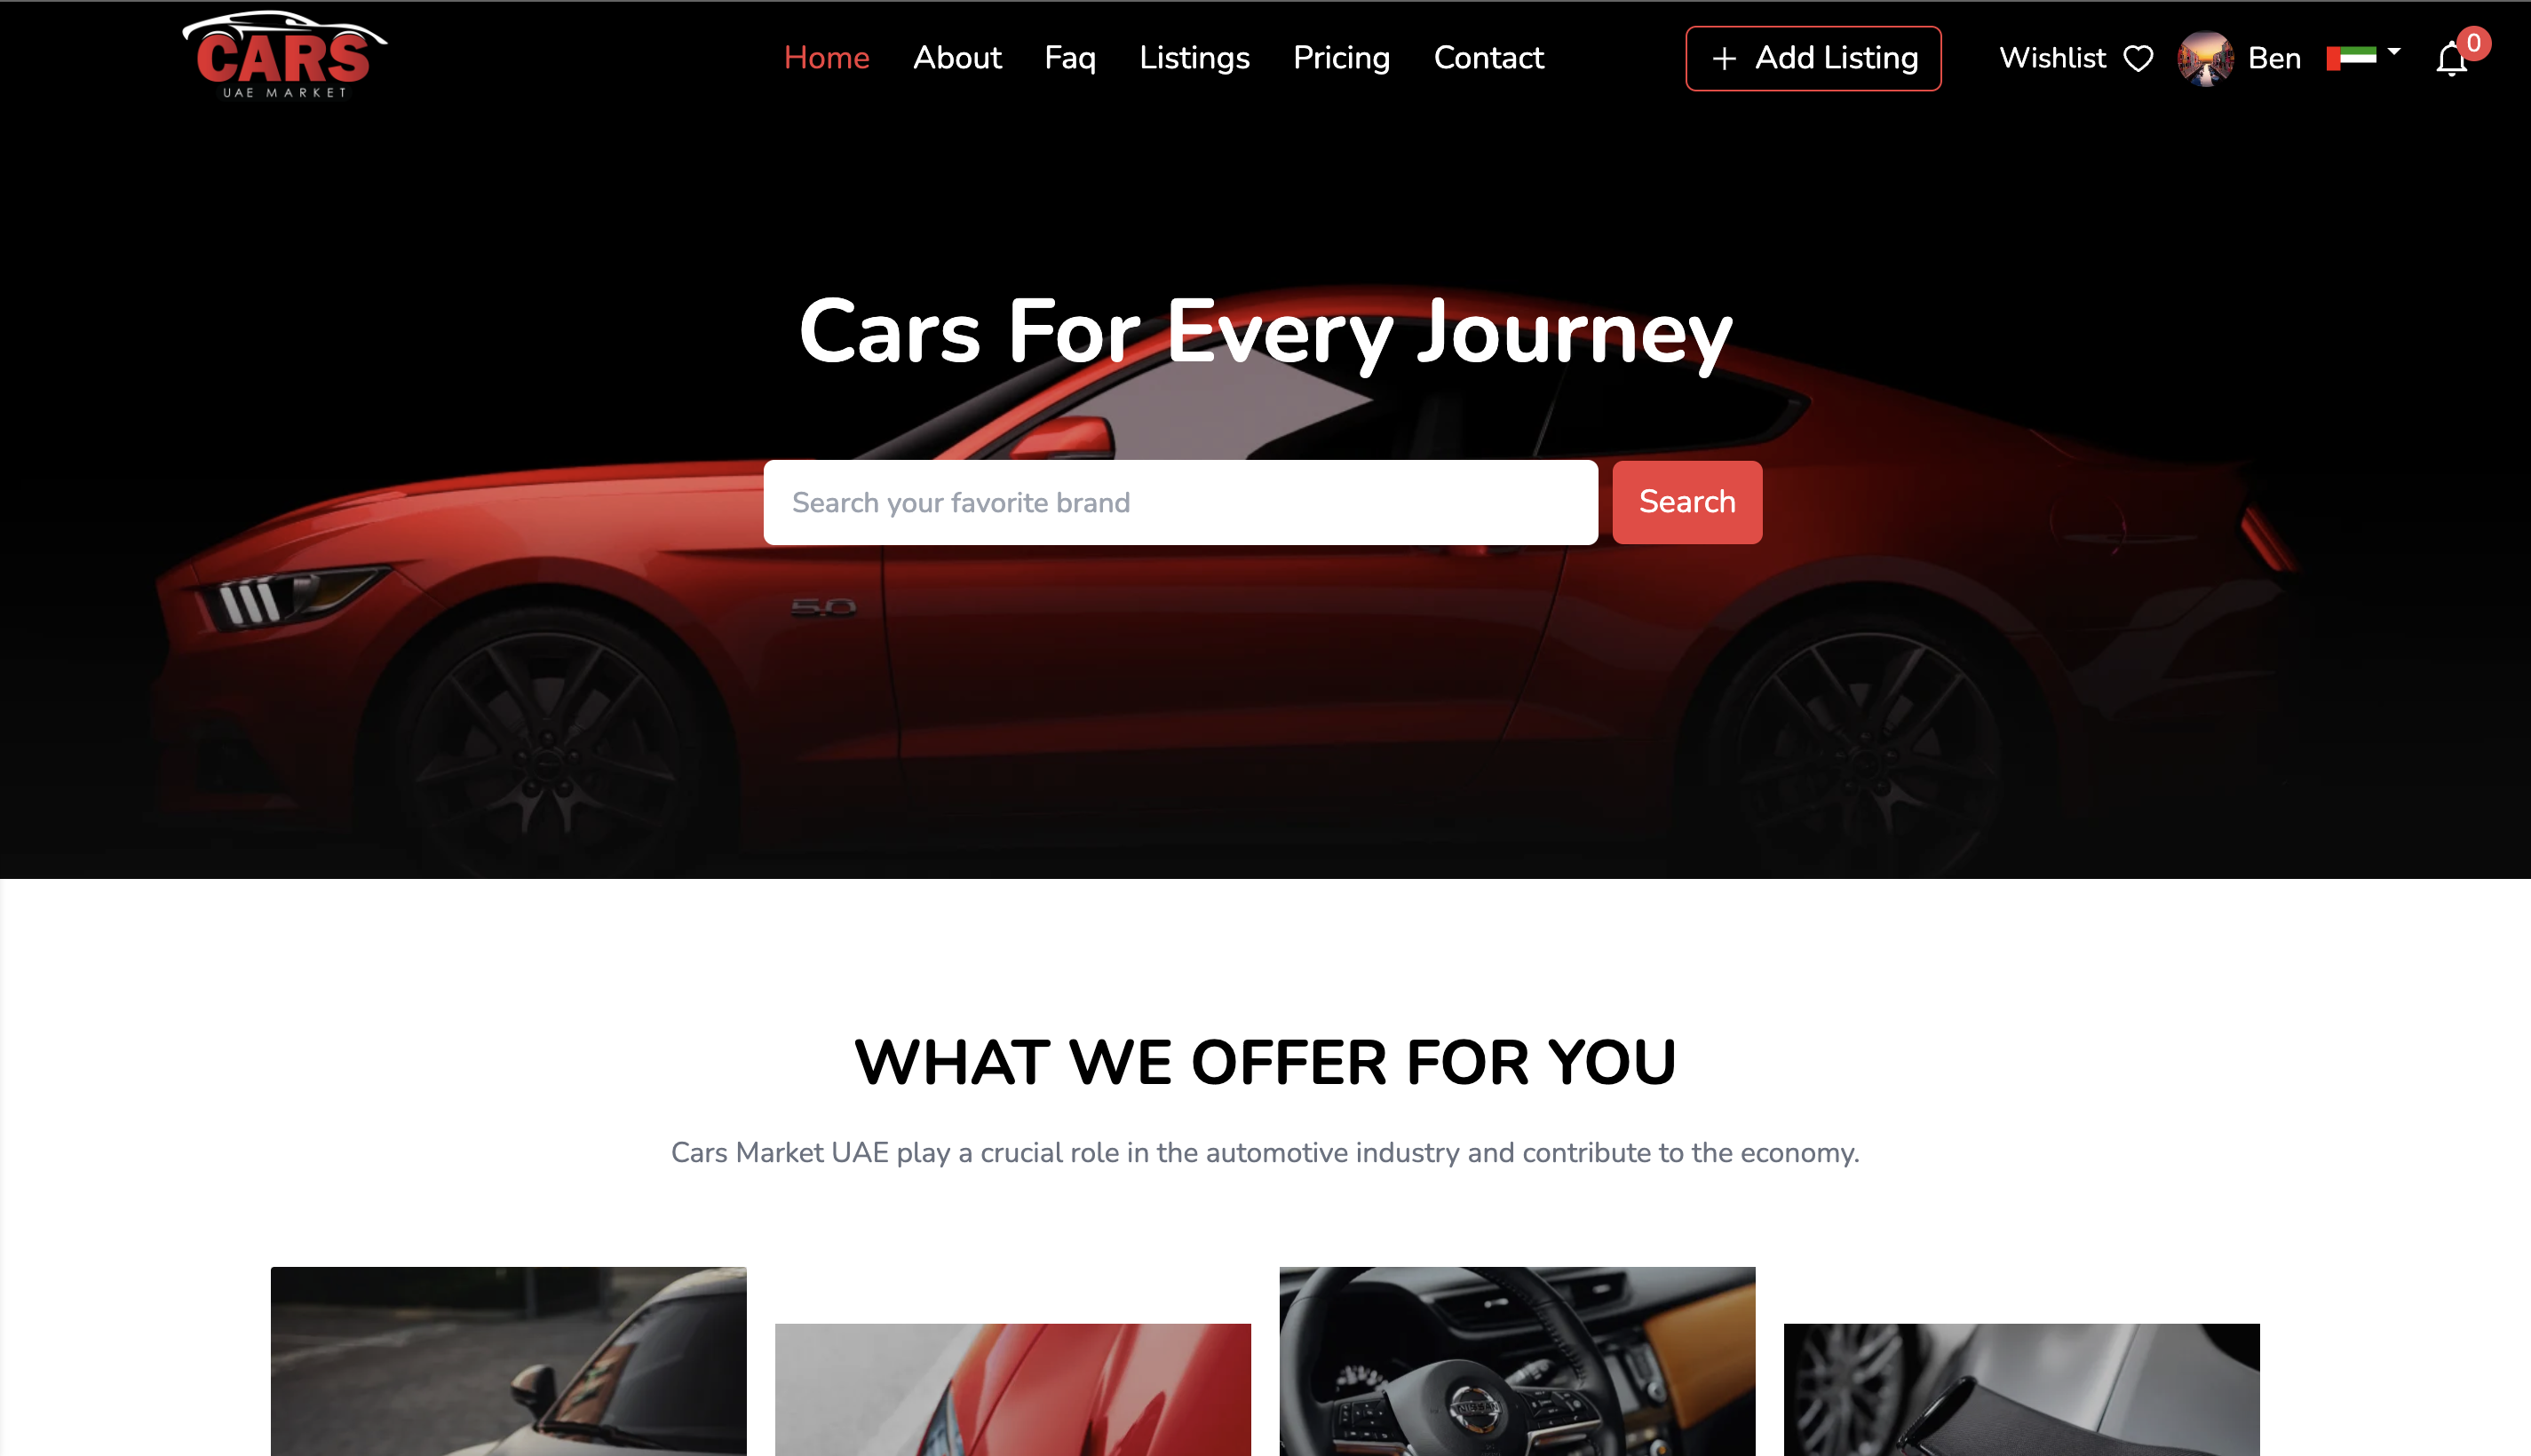 CARS
UAE MARKET
Home About Faq Listings Pricing Contact
Add Listing
Wishlist
Ben
0
Cars For Every Journey
Search your favorite brand
Search
5.0
WHAT WE OFFER FOR YOU
Cars Market UAE play a crucial role in the automotive industry and contribute to the economy.
NISSAN